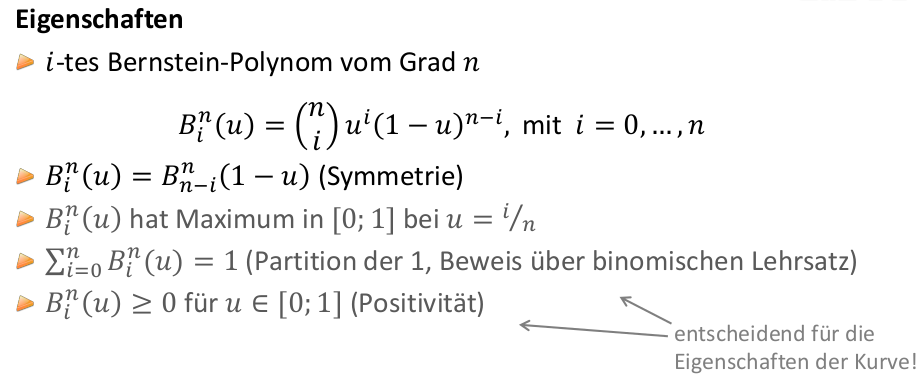 Eigenschaften
i-tes Bernstein-Polynom vom Grad n
B_i^n(u) = \binom{n}{i} u^i (1 − u)^{n−i}, mit i = 0, … , n
B_i^n(u) = B_{n−i}^n(1 − u) (Symmetrie)
B_i^n(u) hat Maximum in [0; 1] bei u = i/n
∑_{i=0}^n B_i^n(u) = 1 (Partition der 1, Beweis über binomischen Lehrsatz)
B_i^n(u) ≥ 0 für u ∈ [0; 1] (Positivität)
entscheidend für die
Eigenschaften der Kurve!